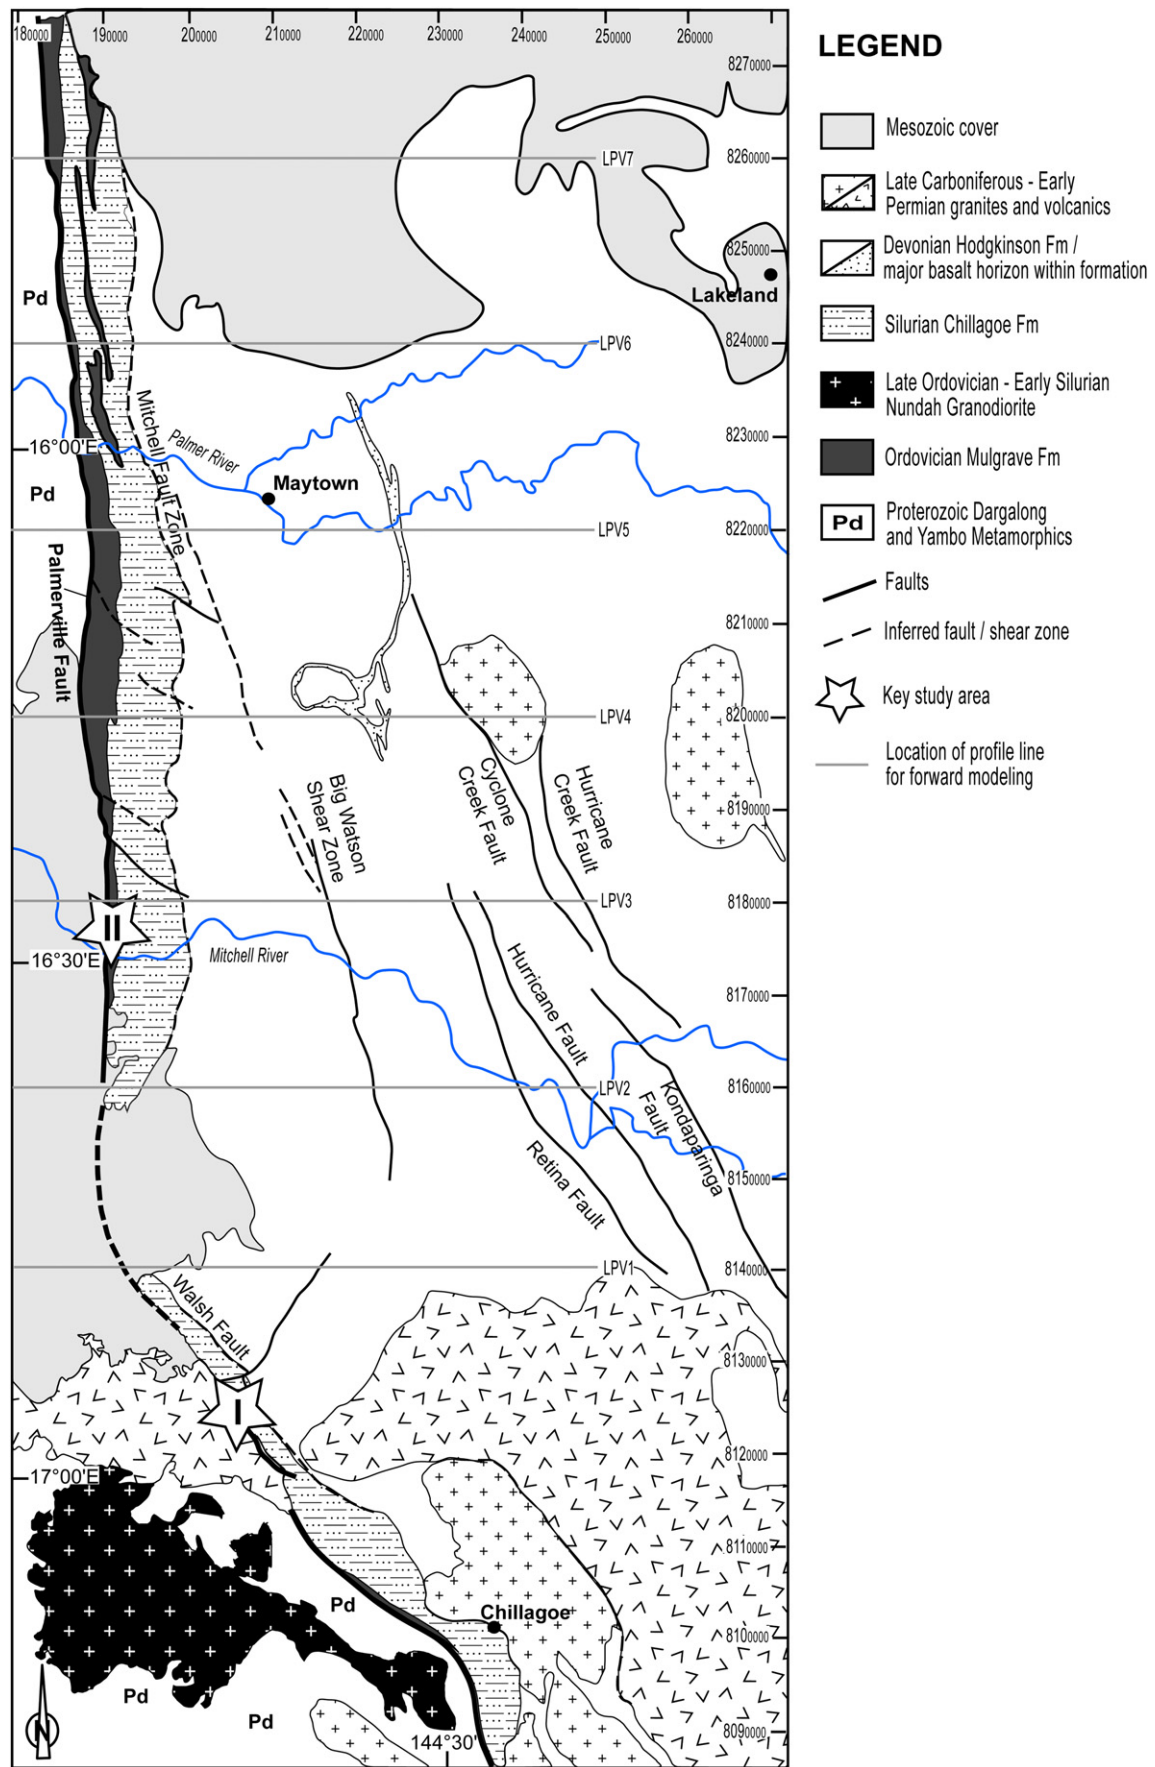 180000 190000 200000 210000 220000 230000 240000 250000 260000
8270000
LPV7
8260000
8250000
Pd
Lakeland
LPV6
8240000
Mitchell Fault Zone
Palmer River
8230000
16°00'E
Pd
Maytown
LPV5
8220000
Palmerville Fault
8210000
LPV4
8200000
Big Watson
Shear Zone
Cyclone
Creek Fault
Hurricane
Creek Fault
8190000
LPV3
8180000
II
Mitchell River
16°30'E
Hurricane Fault
8170000
LPV2
8160000
Kondaparinga
Fault
Retina Fault
8150000
LPV1
8140000
Walsh Fault
8130000
I
8120000
17°00'E
8110000
Pd
Chillagoe
8100000
Pd
Pd
144°30'
8090000
N
LEGEND
Mesozoic cover
Late Carboniferous - Early
Permian granites and volcanics
Devonian Hodgkinson Fm /
major basalt horizon within formation
Silurian Chillagoe Fm
Late Ordovician - Early Silurian
Nundah Granodiorite
Ordovician Mulgrave Fm
Pd
Proterozoic Dargalong
and Yambo Metamorphics
Faults
Inferred fault / shear zone
Key study area
Location of profile line
for forward modeling